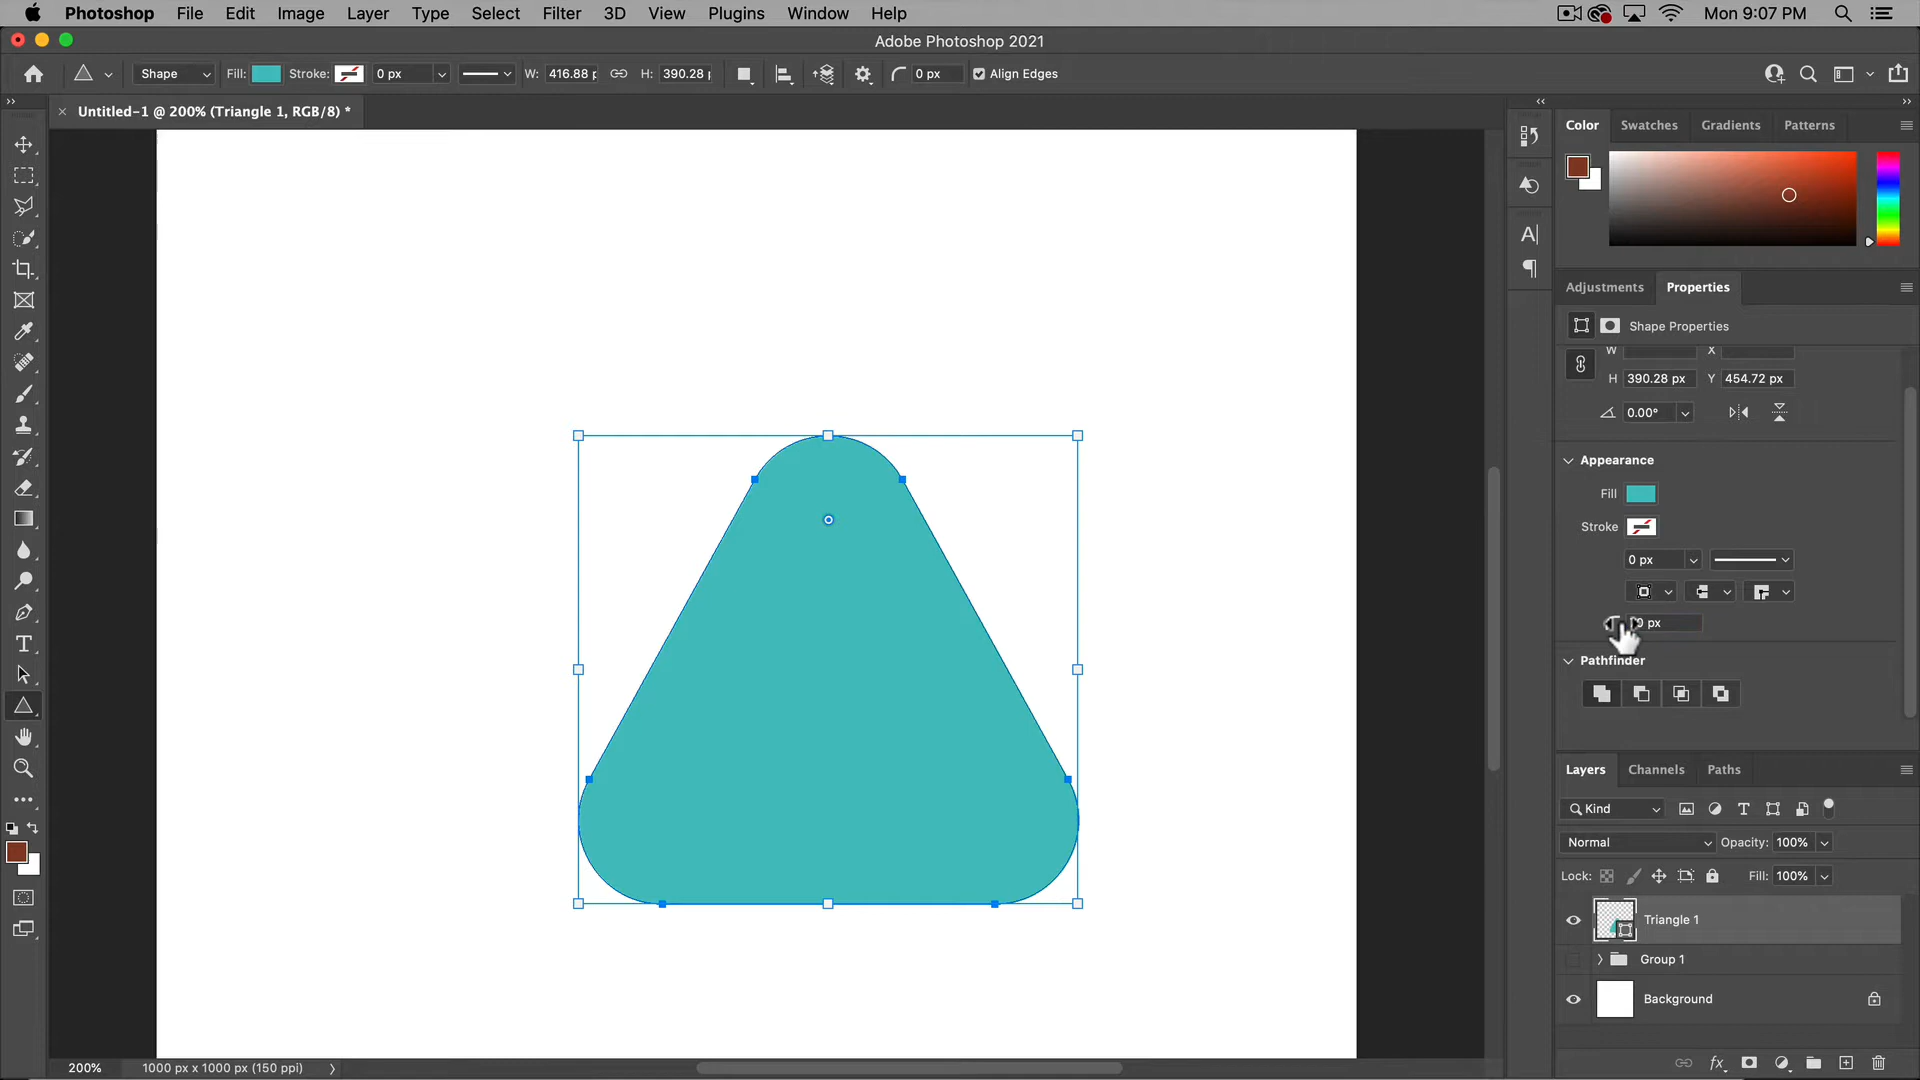 Photoshop File Edit Image Layer Type Select Filter 3D View Plugins Window Help Mon 9:07 PM
Adobe Photoshop 2021
Shape Fill: Stroke: 0 px W: 416.88 H: 390.28 0 px Align Edges
Untitled-1 @ 200% (Triangle 1, RGB/8) *
Color Swatches Gradients Patterns
Adjustments Properties
Shape Properties
W X
H 390.28 px Y 454.72 px
0.00°
Appearance
Fill
Stroke
0 px
px
Pathfinder
Layers Channels Paths
Kind
Normal Opacity: 100%
Lock: Fill: 100%
Triangle 1
Group 1
Background
200% 1000 px x 1000 px (150 ppi)